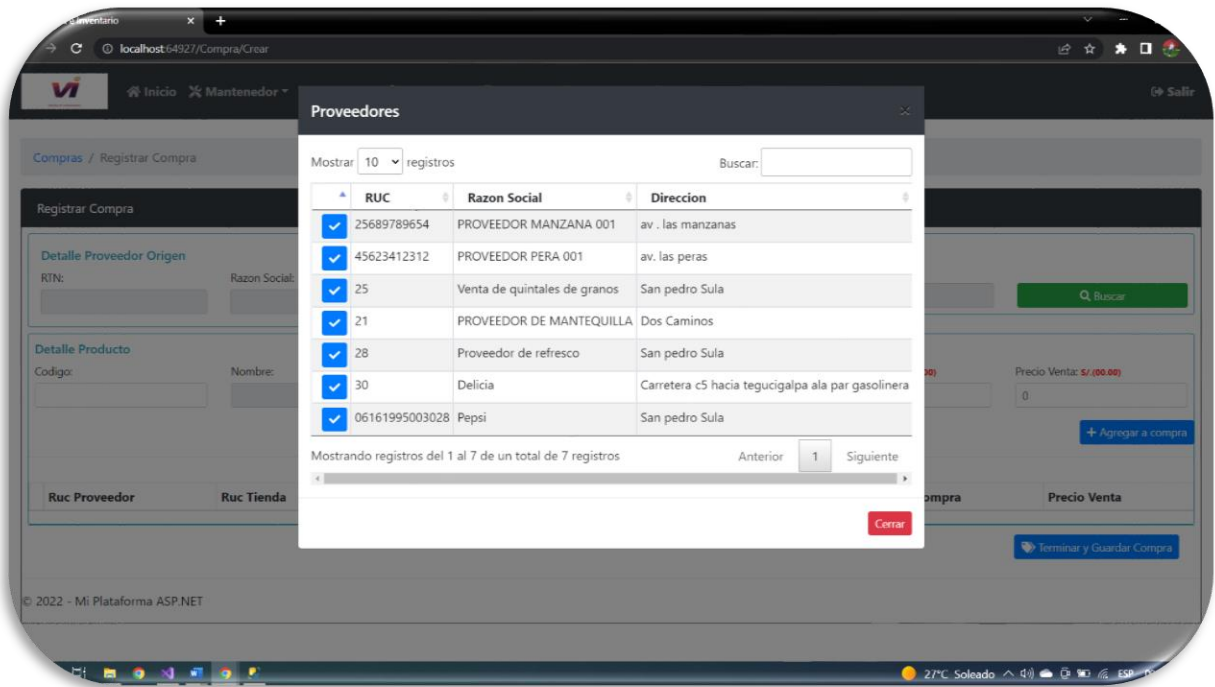 Inventario
localhost:64927/Compra/Crear
Vi
Inicio Mantenedor Salir
Proveedores
Compras / Registrar Compra
Mostrar 10 registros Buscar:
Registrar Compra
RUC Razon Social Direccion
25689789654 PROVEEDOR MANZANA 001 av . las manzanas
45623412312 PROVEEDOR PERA 001 av. las peras
25 Venta de quintales de granos San pedro Sula
21 PROVEEDOR DE MANTEQUILLA Dos Caminos
28 Proveedor de refresco San pedro Sula
30 Delicia Carretera c5 hacia tegucigalpa ala par gasolinera
06161995003028 Pepsi San pedro Sula
Mostrando registros del 1 al 7 de un total de 7 registros Anterior 1 Siguiente
Cerrar
Detalle Proveedor Origen
RTN: Razon Social:
Buscar
Detalle Producto
Codigo: Nombre: Precio Venta: S/.(00.00)
0
+ Agregar a compra
Ruc Proveedor Ruc Tienda Precio Venta
Terminar y Guardar Compra
© 2022 - Mi Plataforma ASP.NET
27°C Soleado ESP